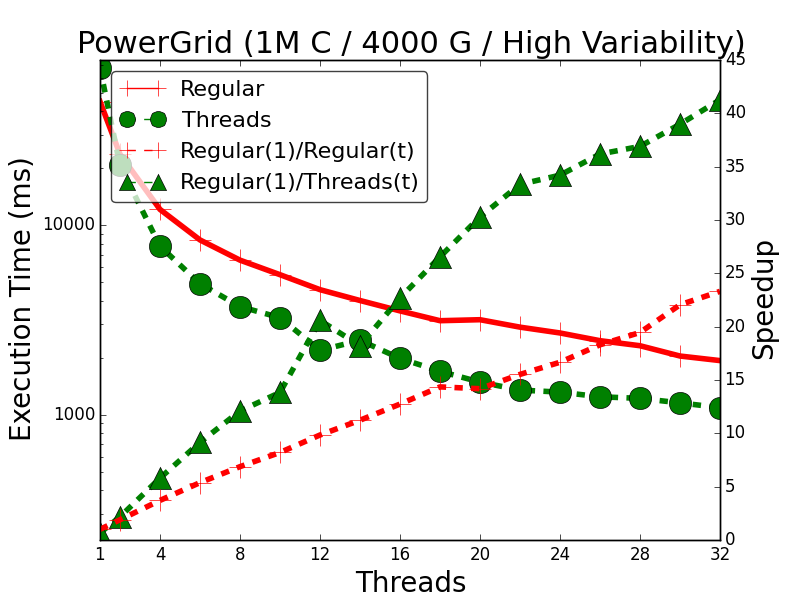 PowerGrid (1M C / 4000 G / High Variability)
Regular
Threads
Regular(1)/Regular(t)
Regular(1)/Threads(t)
Execution Time (ms)
10000
1000
Speedup
45
40
35
30
25
20
15
10
5
0
1 4 8 12 16 20 24 28 32
Threads